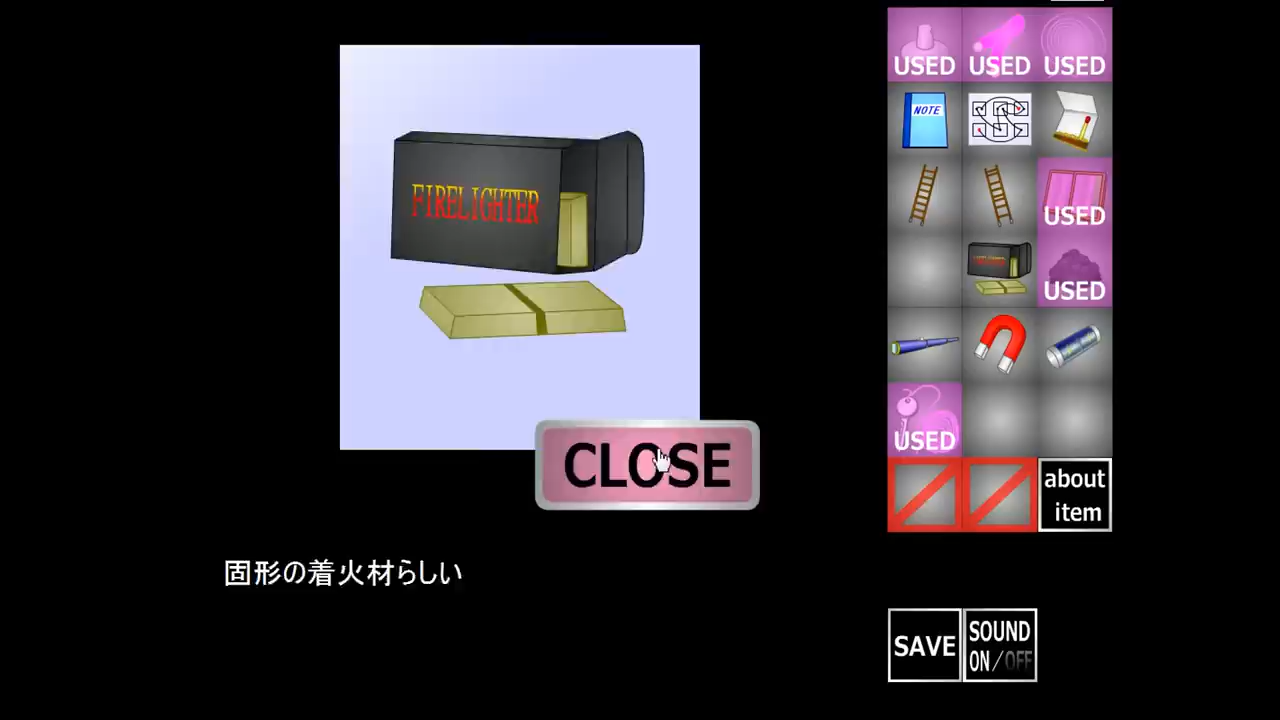 USED USED USED
NOTE
FIRELIGHTER
USED
USED
USED
CLOSE
about
item
固形の着火材らしい
SAVE
SOUND
ON/OFF